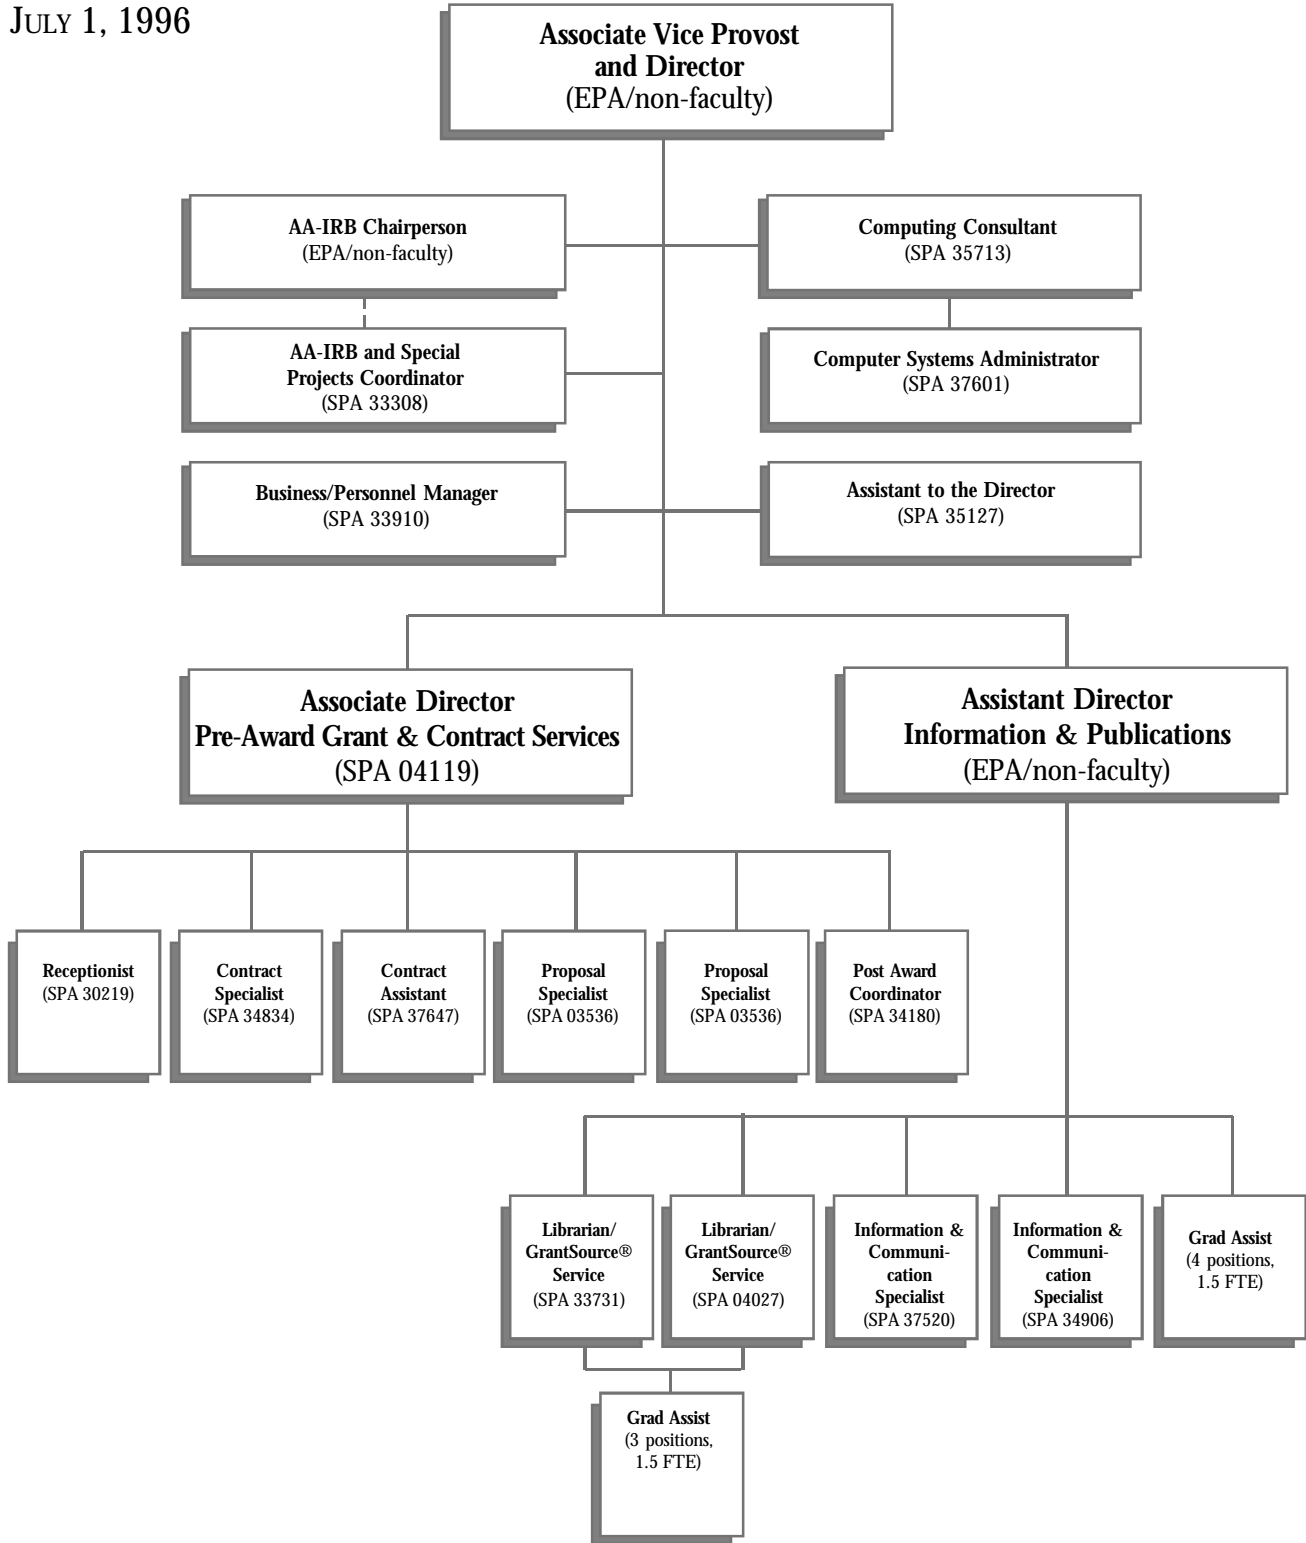 JULY 1, 1996
Associate Vice Provost
and Director
(EPA/non-faculty)
AA-IRB Chairperson
(EPA/non-faculty)
Computing Consultant
(SPA 35713)
AA-IRB and Special
Projects Coordinator
(SPA 33308)
Computer Systems Administrator
(SPA 37601)
Business/Personnel Manager
(SPA 33910)
Assistant to the Director
(SPA 35127)
Associate Director
Pre-Award Grant & Contract Services
(SPA 04119)
Assistant Director
Information & Publications
(EPA/non-faculty)
Receptionist
(SPA 30219)
Contract
Specialist
(SPA 34834)
Contract
Assistant
(SPA 37647)
Proposal
Specialist
(SPA 03536)
Proposal
Specialist
(SPA 03536)
Post Award
Coordinator
(SPA 34180)
Librarian/
GrantSource®
Service
(SPA 33731)
Librarian/
GrantSource®
Service
(SPA 04027)
Information &
Communi-
cation
Specialist
(SPA 37520)
Information &
Communi-
cation
Specialist
(SPA 34906)
Grad Assist
(4 positions,
1.5 FTE)
Grad Assist
(3 positions,
1.5 FTE)